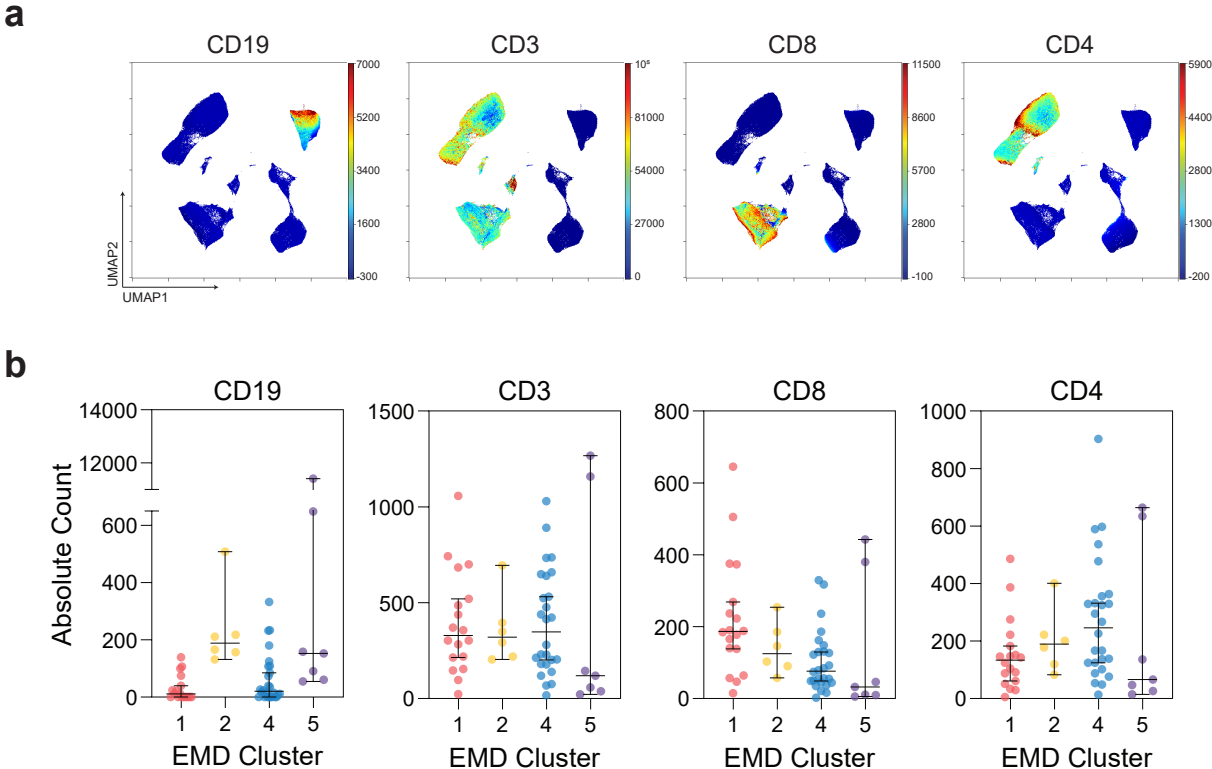 a
CD19
CD3
CD8
CD4
7000
5200
3400
1600
-300
10⁵
81000
54000
27000
0
11500
8600
5700
2800
-100
5900
4400
2800
1300
-200
UMAP2
UMAP1
b
CD19
CD3
CD8
CD4
Absolute Count
14000
12000
600
400
200
0
1500
1000
500
0
800
600
400
200
0
1000
800
600
400
200
0
1 2 4 5
1 2 4 5
1 2 4 5
1 2 4 5
EMD Cluster
EMD Cluster
EMD Cluster
EMD Cluster